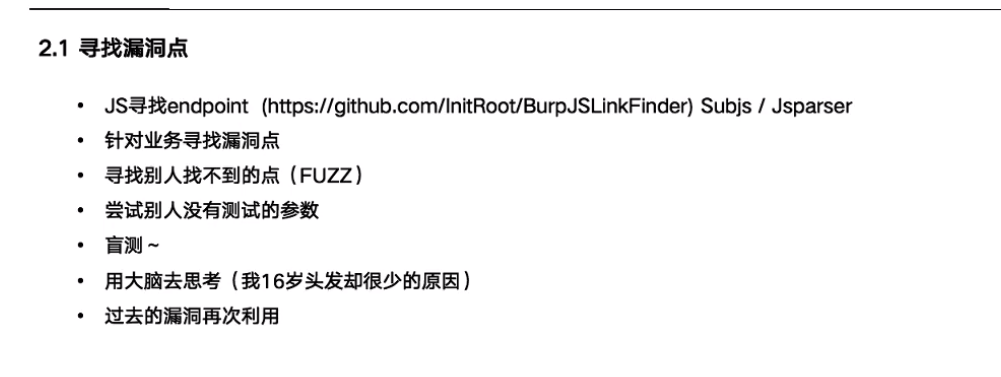 2.1 寻找漏洞点
• JS寻找endpoint (https://github.com/InitRoot/BurpJSLinkFinder) Subjs / Jsparser
• 针对业务寻找漏洞点
• 寻找别人找不到的点（FUZZ）
• 尝试别人没有测试的参数
• 盲测 ~
• 用大脑去思考（我16岁头发却很少的原因）
• 过去的漏洞再次利用